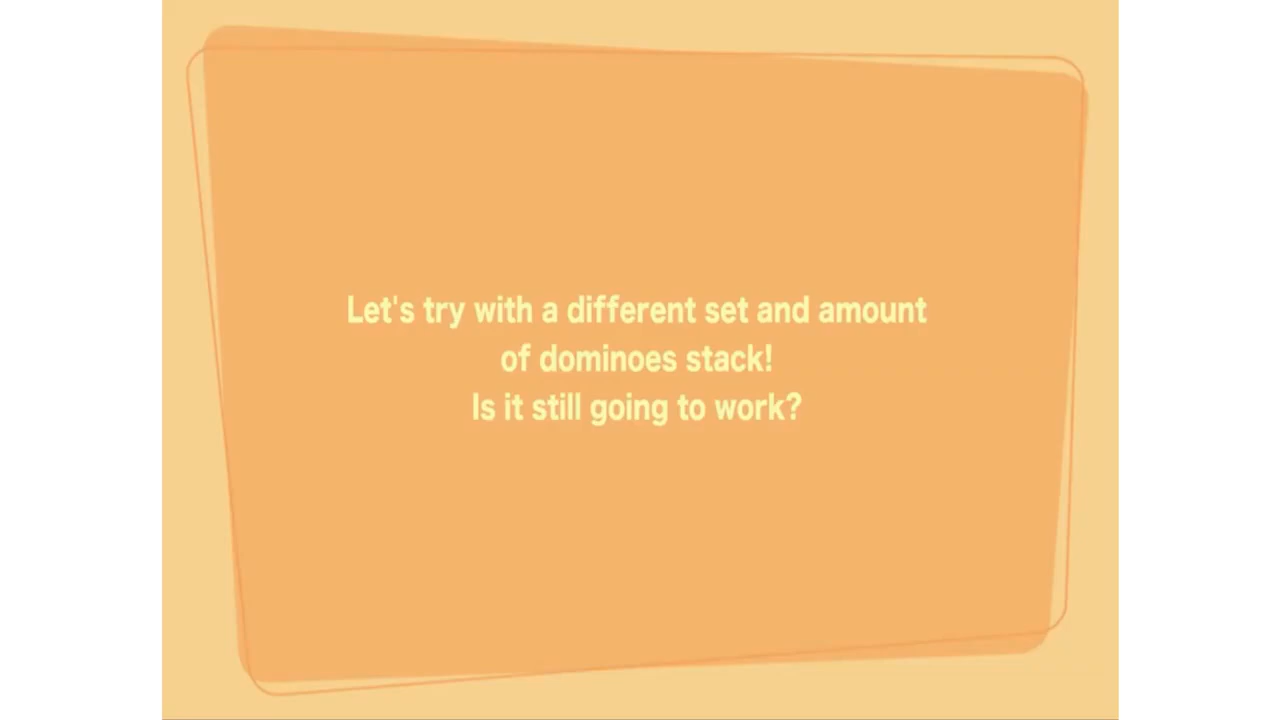 Let's try with a different set and amount
of dominoes stack!
Is it still going to work?